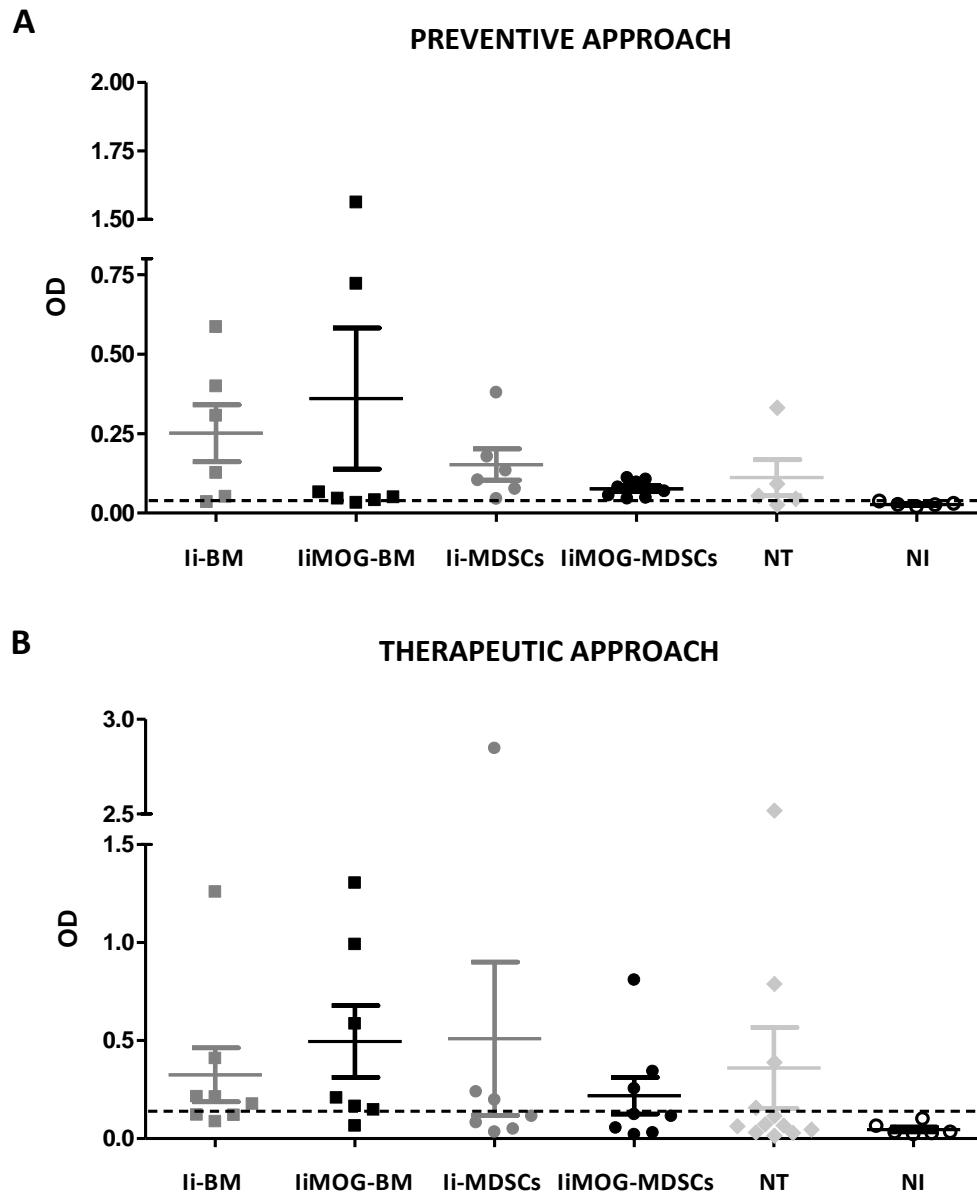 A
PREVENTIVE APPROACH
2.00
1.75
1.50
0.75
0.50
0.25
0.00
OD
Ii-BM IiMOG-BM Ii-MDSCs IiMOG-MDSCs NT NI
B
THERAPEUTIC APPROACH
3.0
2.5
1.5
1.0
0.5
0.0
OD
Ii-BM IiMOG-BM Ii-MDSCs IiMOG-MDSCs NT NI